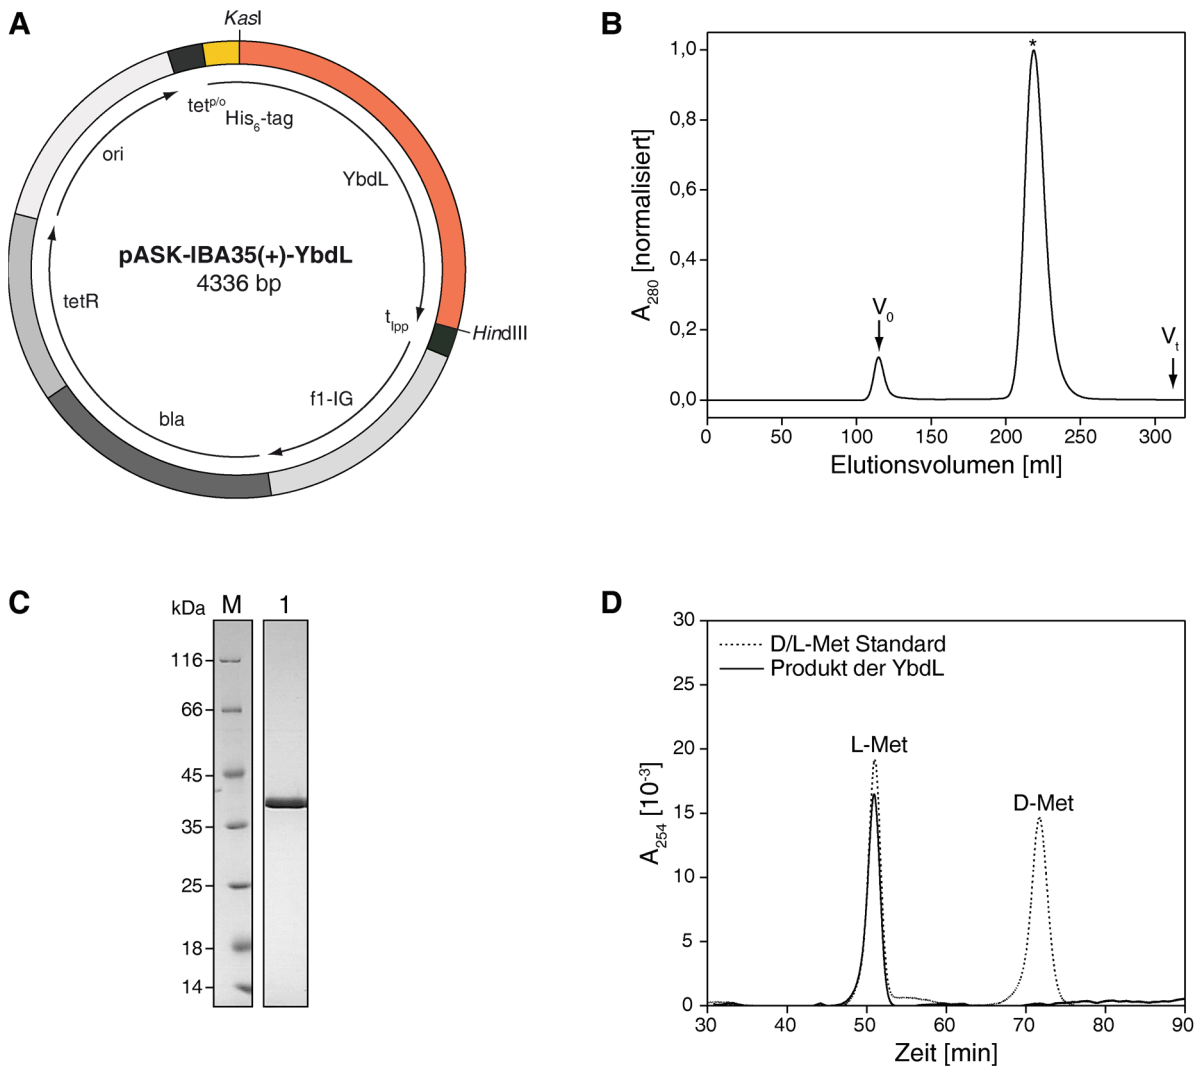 A
KasI
tet p/o
His6-tag
ori
YbdL
pASK-IBA35(+)-YbdL
4336 bp
tetR
tlpp
HindIII
f1-IG
bla
B
1,0
*
0,8
0,6
0,4
0,2
0,0
A280 [normalisiert]
V0
Vt
0
50
100
150
200
250
300
Elutionsvolumen [ml]
C
kDa M 1
116
66
45
35
25
18
14
D
30
25
20
15
10
5
0
A254 [10-3]
D/L-Met Standard
Produkt der YbdL
L-Met
D-Met
30
40
50
60
70
80
90
Zeit [min]